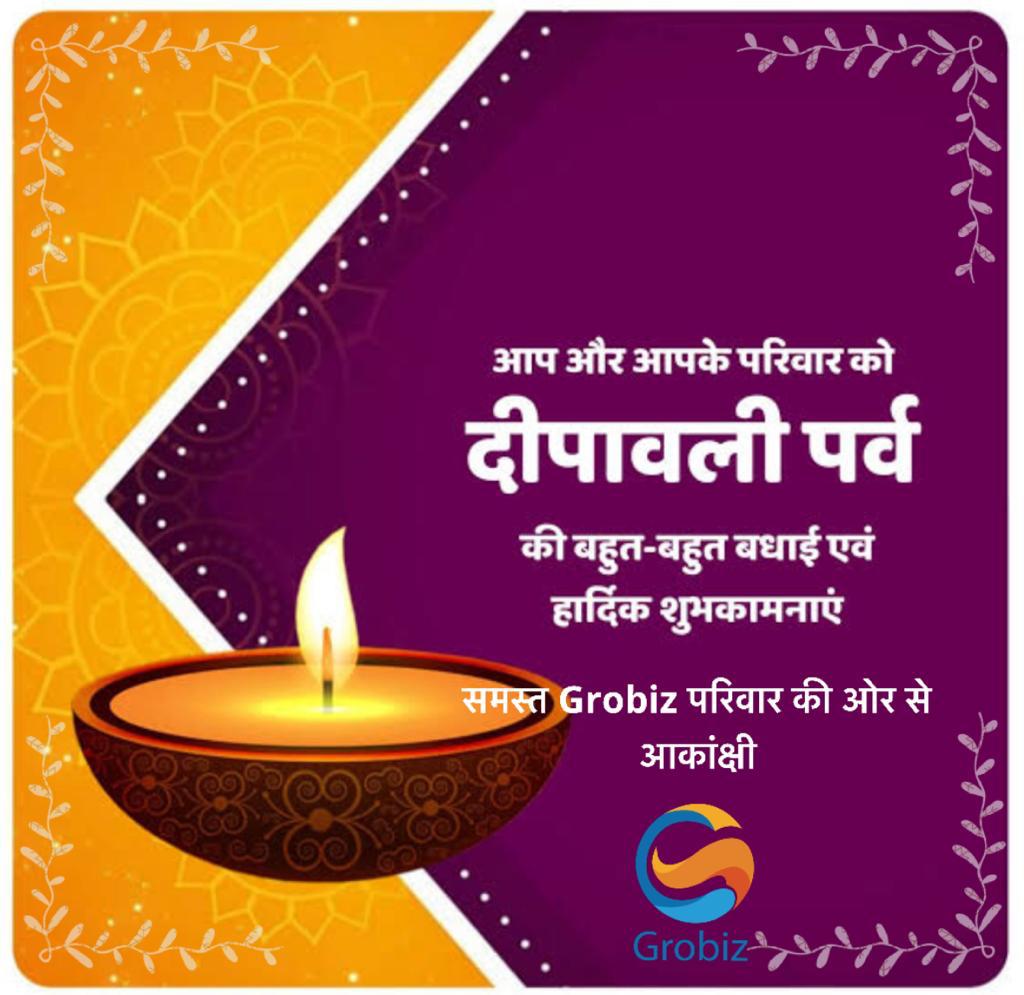 आप और आपके परिवार को
दीपावली पर्व
की बहुत-बहुत बधाई एवं
हार्दिक शुभकामनाएं
समस्त Grobiz परिवार की ओर से
आकांक्षी
Grobiz